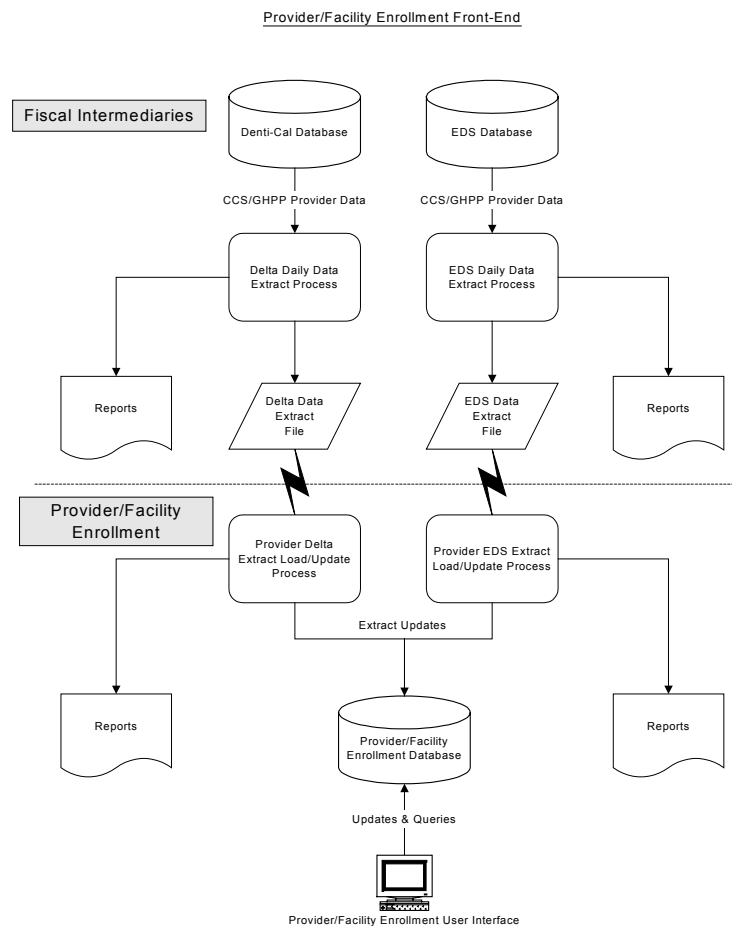 Provider/Facility Enrollment Front-End
Fiscal Intermediaries
Denti-Cal Database
EDS Database
CCS/GHPP Provider Data
CCS/GHPP Provider Data
Delta Daily Data
Extract Process
EDS Daily Data
Extract Process
Reports
Delta Data
Extract
File
EDS Data
Extract
File
Reports
Provider/Facility
Enrollment
Provider Delta
Extract Load/Update
Process
Provider EDS Extract
Load/Update Process
Extract Updates
Reports
Provider/Facility
Enrollment Database
Reports
Updates & Queries
Provider/Facility Enrollment User Interface